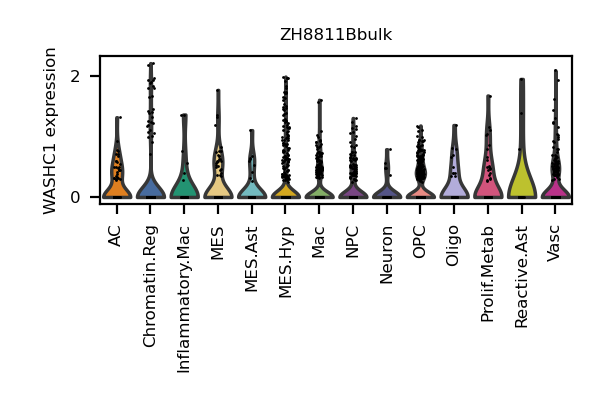 ZH8811Bbulk
WASHC1 expression
2
0
AC
Chromatin.Reg
Inflammatory.Mac
MES
MES.Ast
MES.Hyp
Mac
NPC
Neuron
OPC
Oligo
Prolif.Metab
Reactive.Ast
Vasc